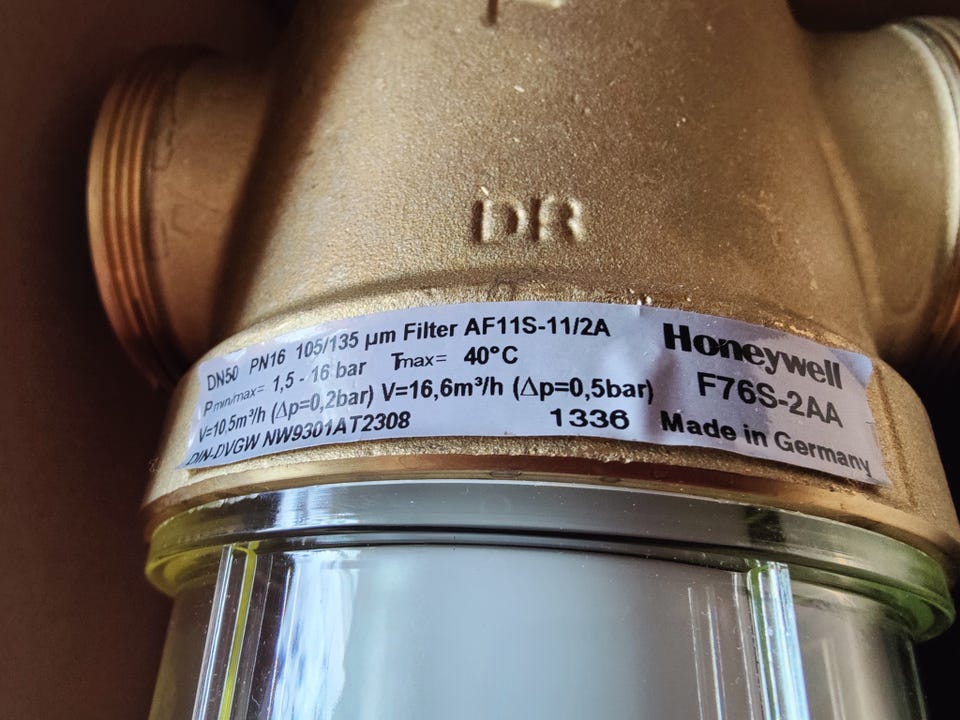 DR
DN50 PN16 105/135 µm Filter AF11S-11/2A
Pmin/max= 1,5 - 16 bar Tmax= 40°C
V=10,5m³/h (Δp=0,2bar) V=16,6m³/h (Δp=0,5bar)
DIN-DVGW NW9301AT2308 1336
Honeywell
F76S-2AA
Made in Germany